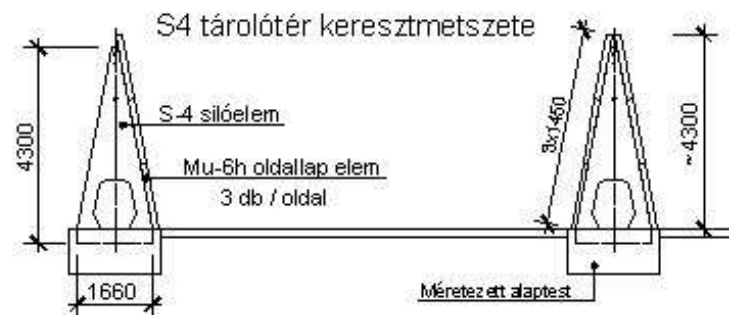 S4 tárolótér keresztmetszete
S-4 silóelem
Mu-6h oldallap elem
3 db / oldal
4300
1660
3x1450
~4300
Méretezett alaptest